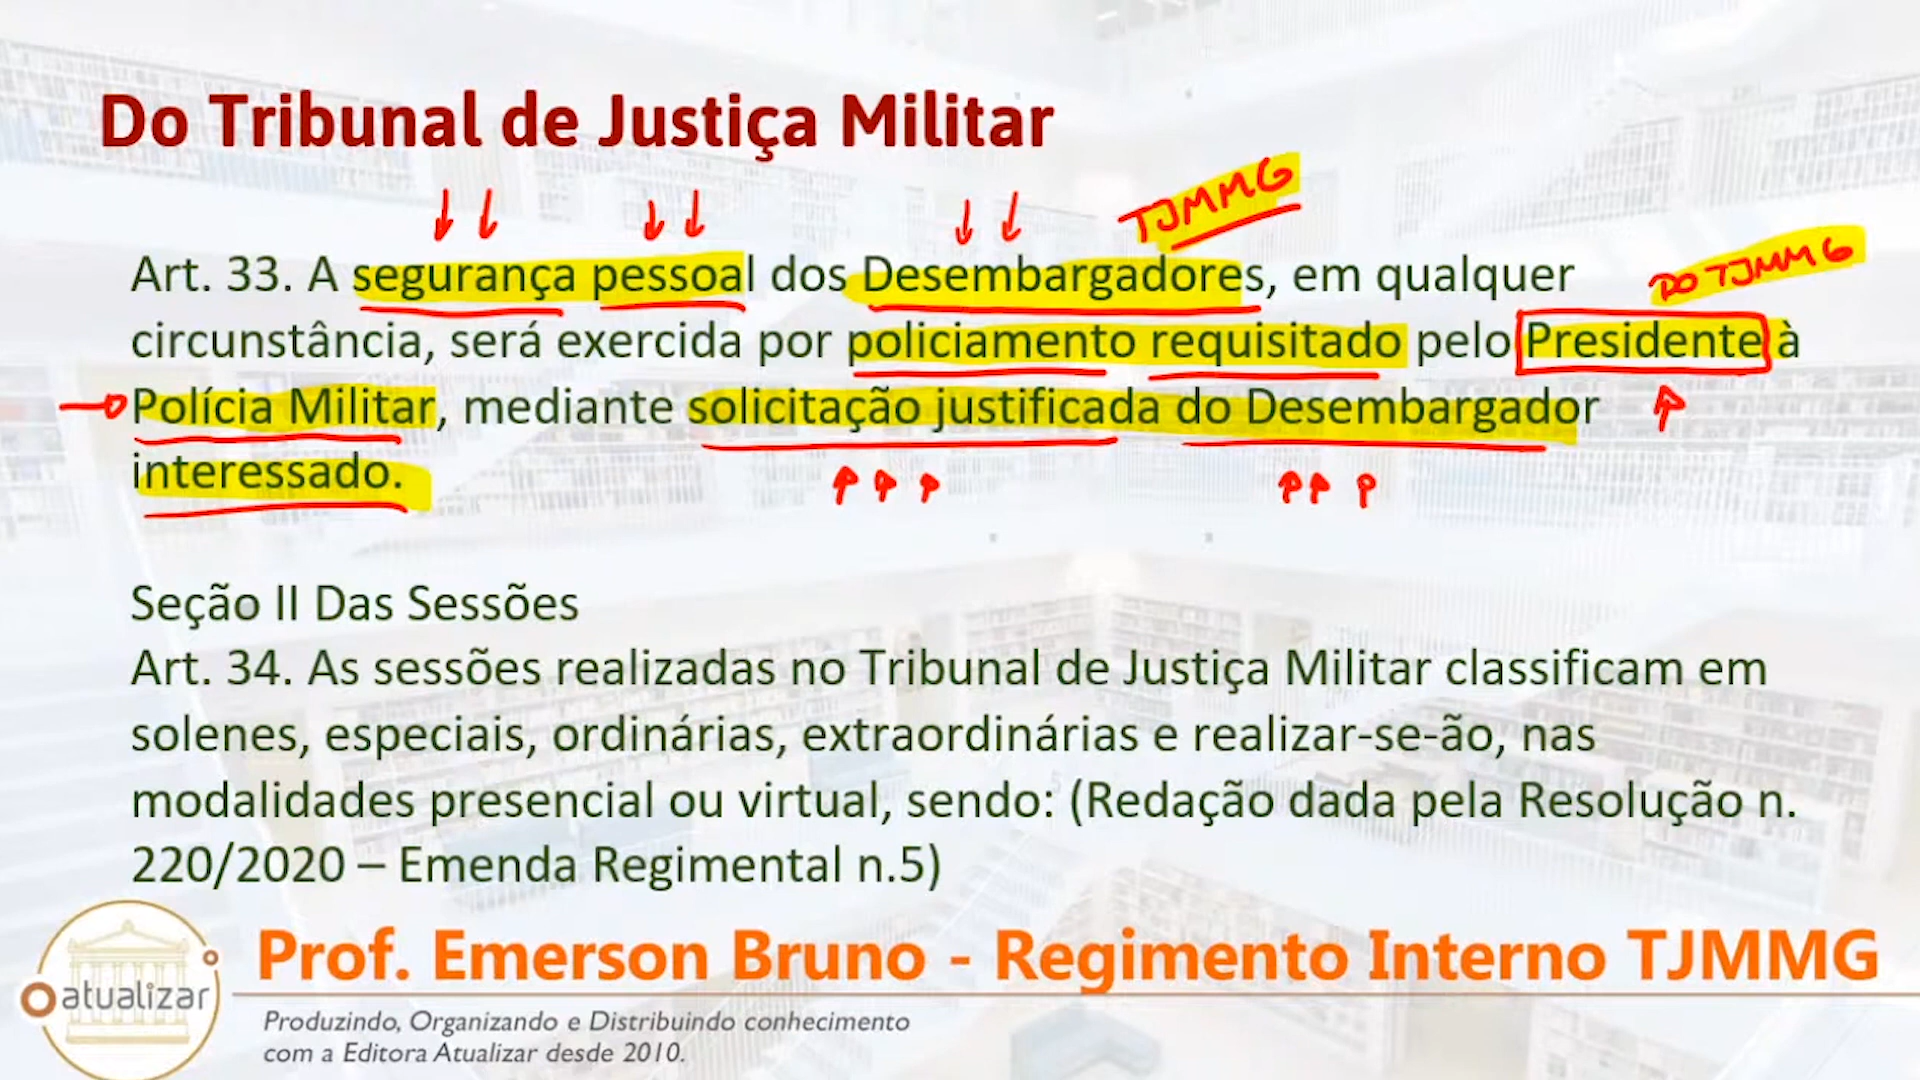 Do Tribunal de Justiça Militar
TJMMG
Art. 33. A segurança pessoal dos Desembargadores, em qualquer
DO TJMMG
circunstância, será exercida por policiamento requisitado pelo Presidente à
Polícia Militar, mediante solicitação justificada do Desembargador
interessado.
Seção II Das Sessões
Art. 34. As sessões realizadas no Tribunal de Justiça Militar classificam em
solenes, especiais, ordinárias, extraordinárias e realizar-se-ão, nas
modalidades presencial ou virtual, sendo: (Redação dada pela Resolução n.
220/2020 – Emenda Regimental n.5)
Prof. Emerson Bruno - Regimento Interno TJMMG
atualizar
Produzindo, Organizando e Distribuindo conhecimento
com a Editora Atualizar desde 2010.